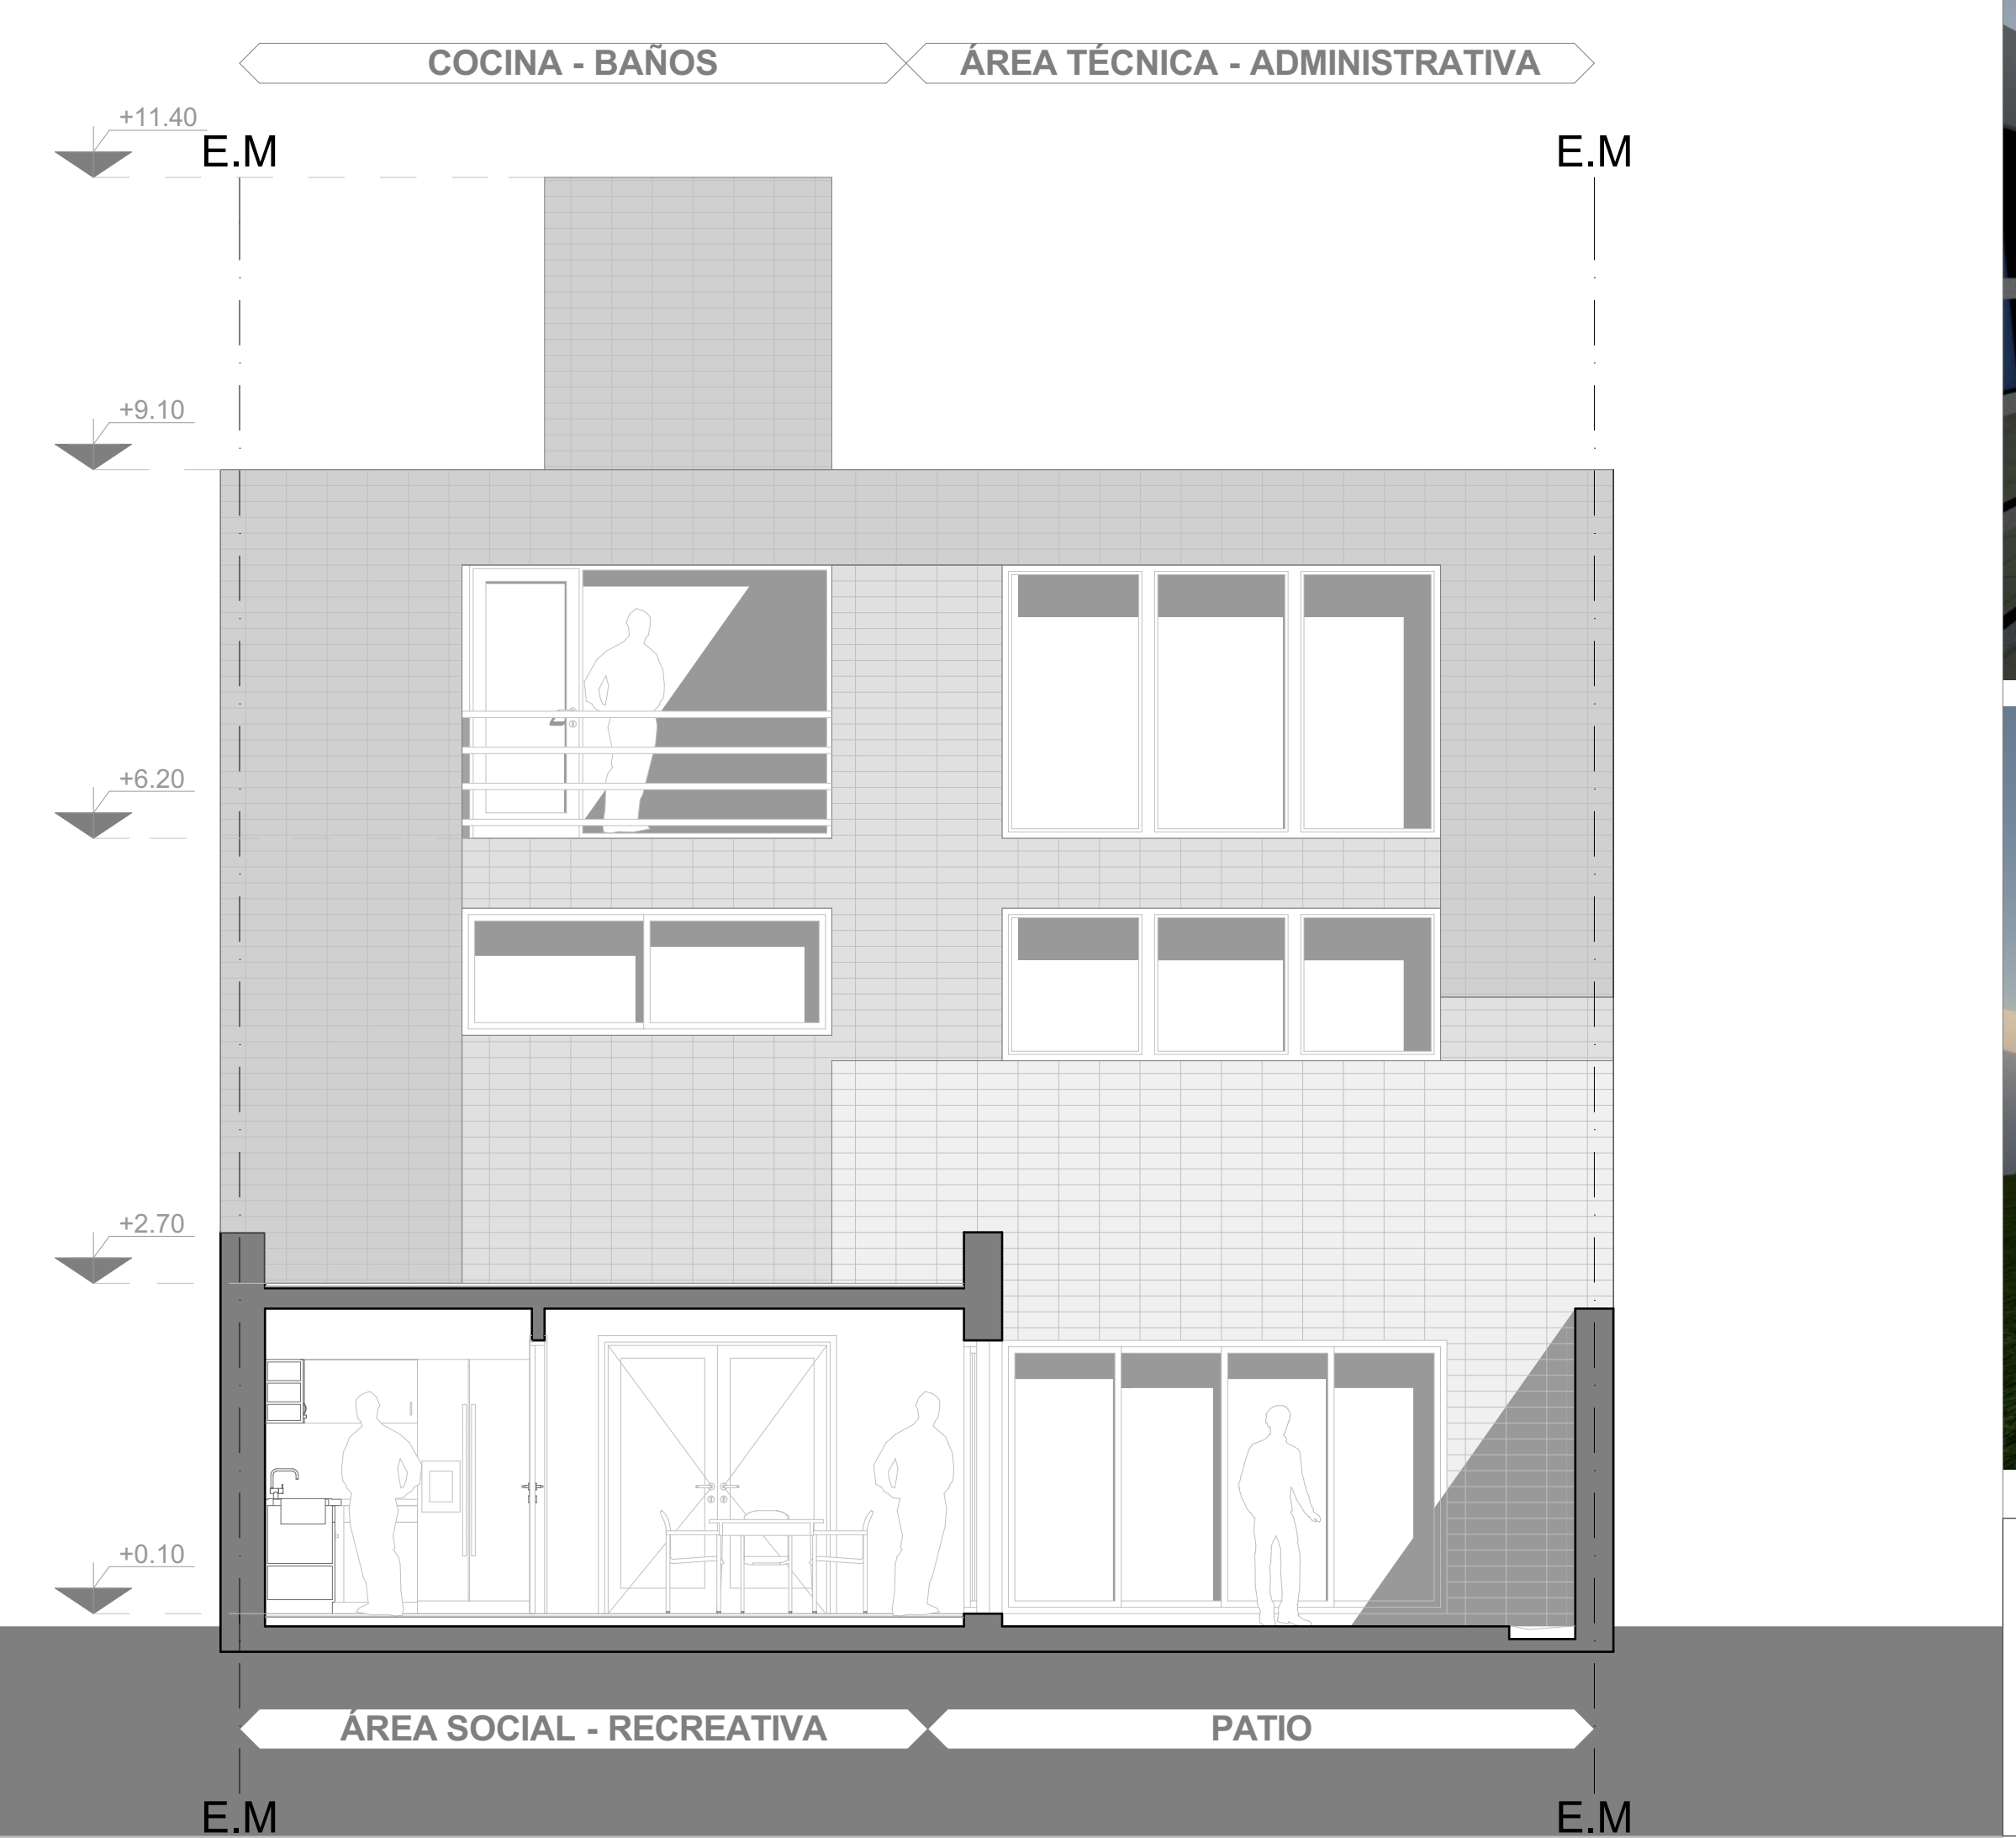 COCINA - BAÑOS
ÁREA TÉCNICA - ADMINISTRATIVA
+11.40
E.M
E.M
+9.10
+6.20
+2.70
+0.10
ÁREA SOCIAL - RECREATIVA
PATIO
E.M
E.M